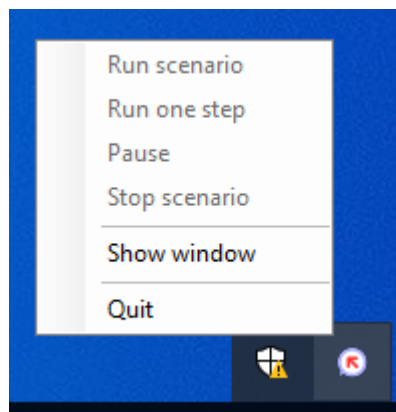 Run scenario
Run one step
Pause
Stop scenario
Show window
Quit